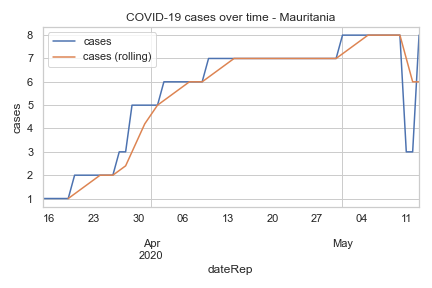 COVID-19 cases over time - Mauritania
cases
cases (rolling)
8
7
6
5
4
3
2
1
cases
16 23 30 06 13 20 27 04 11
Apr May
2020
dateRep